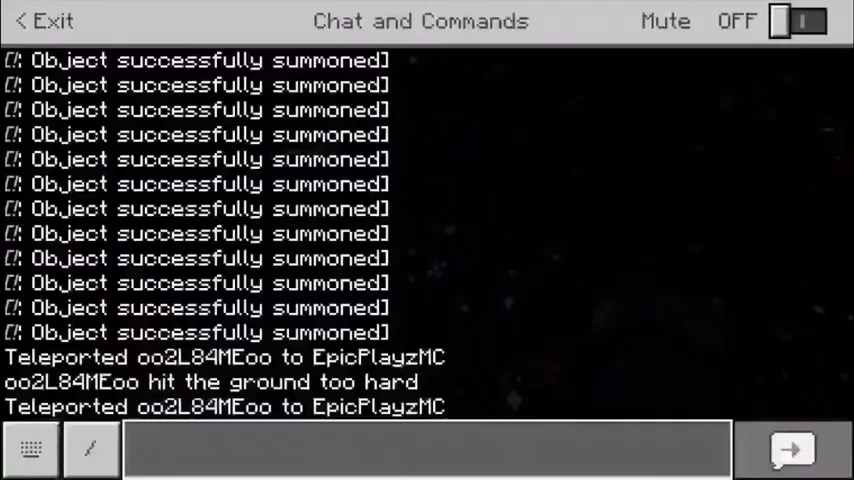 < Exit
Chat and Commands
Mute OFF
[!: Object successfully summoned]
[!: Object successfully summoned]
[!: Object successfully summoned]
[!: Object successfully summoned]
[!: Object successfully summoned]
[!: Object successfully summoned]
[!: Object successfully summoned]
[!: Object successfully summoned]
[!: Object successfully summoned]
[!: Object successfully summoned]
[!: Object successfully summoned]
[!: Object successfully summoned]
Teleported oo2L84MEoo to EpicPlayzMC
oo2L84MEoo hit the ground too hard
Teleported oo2L84MEoo to EpicPlayzMC
/